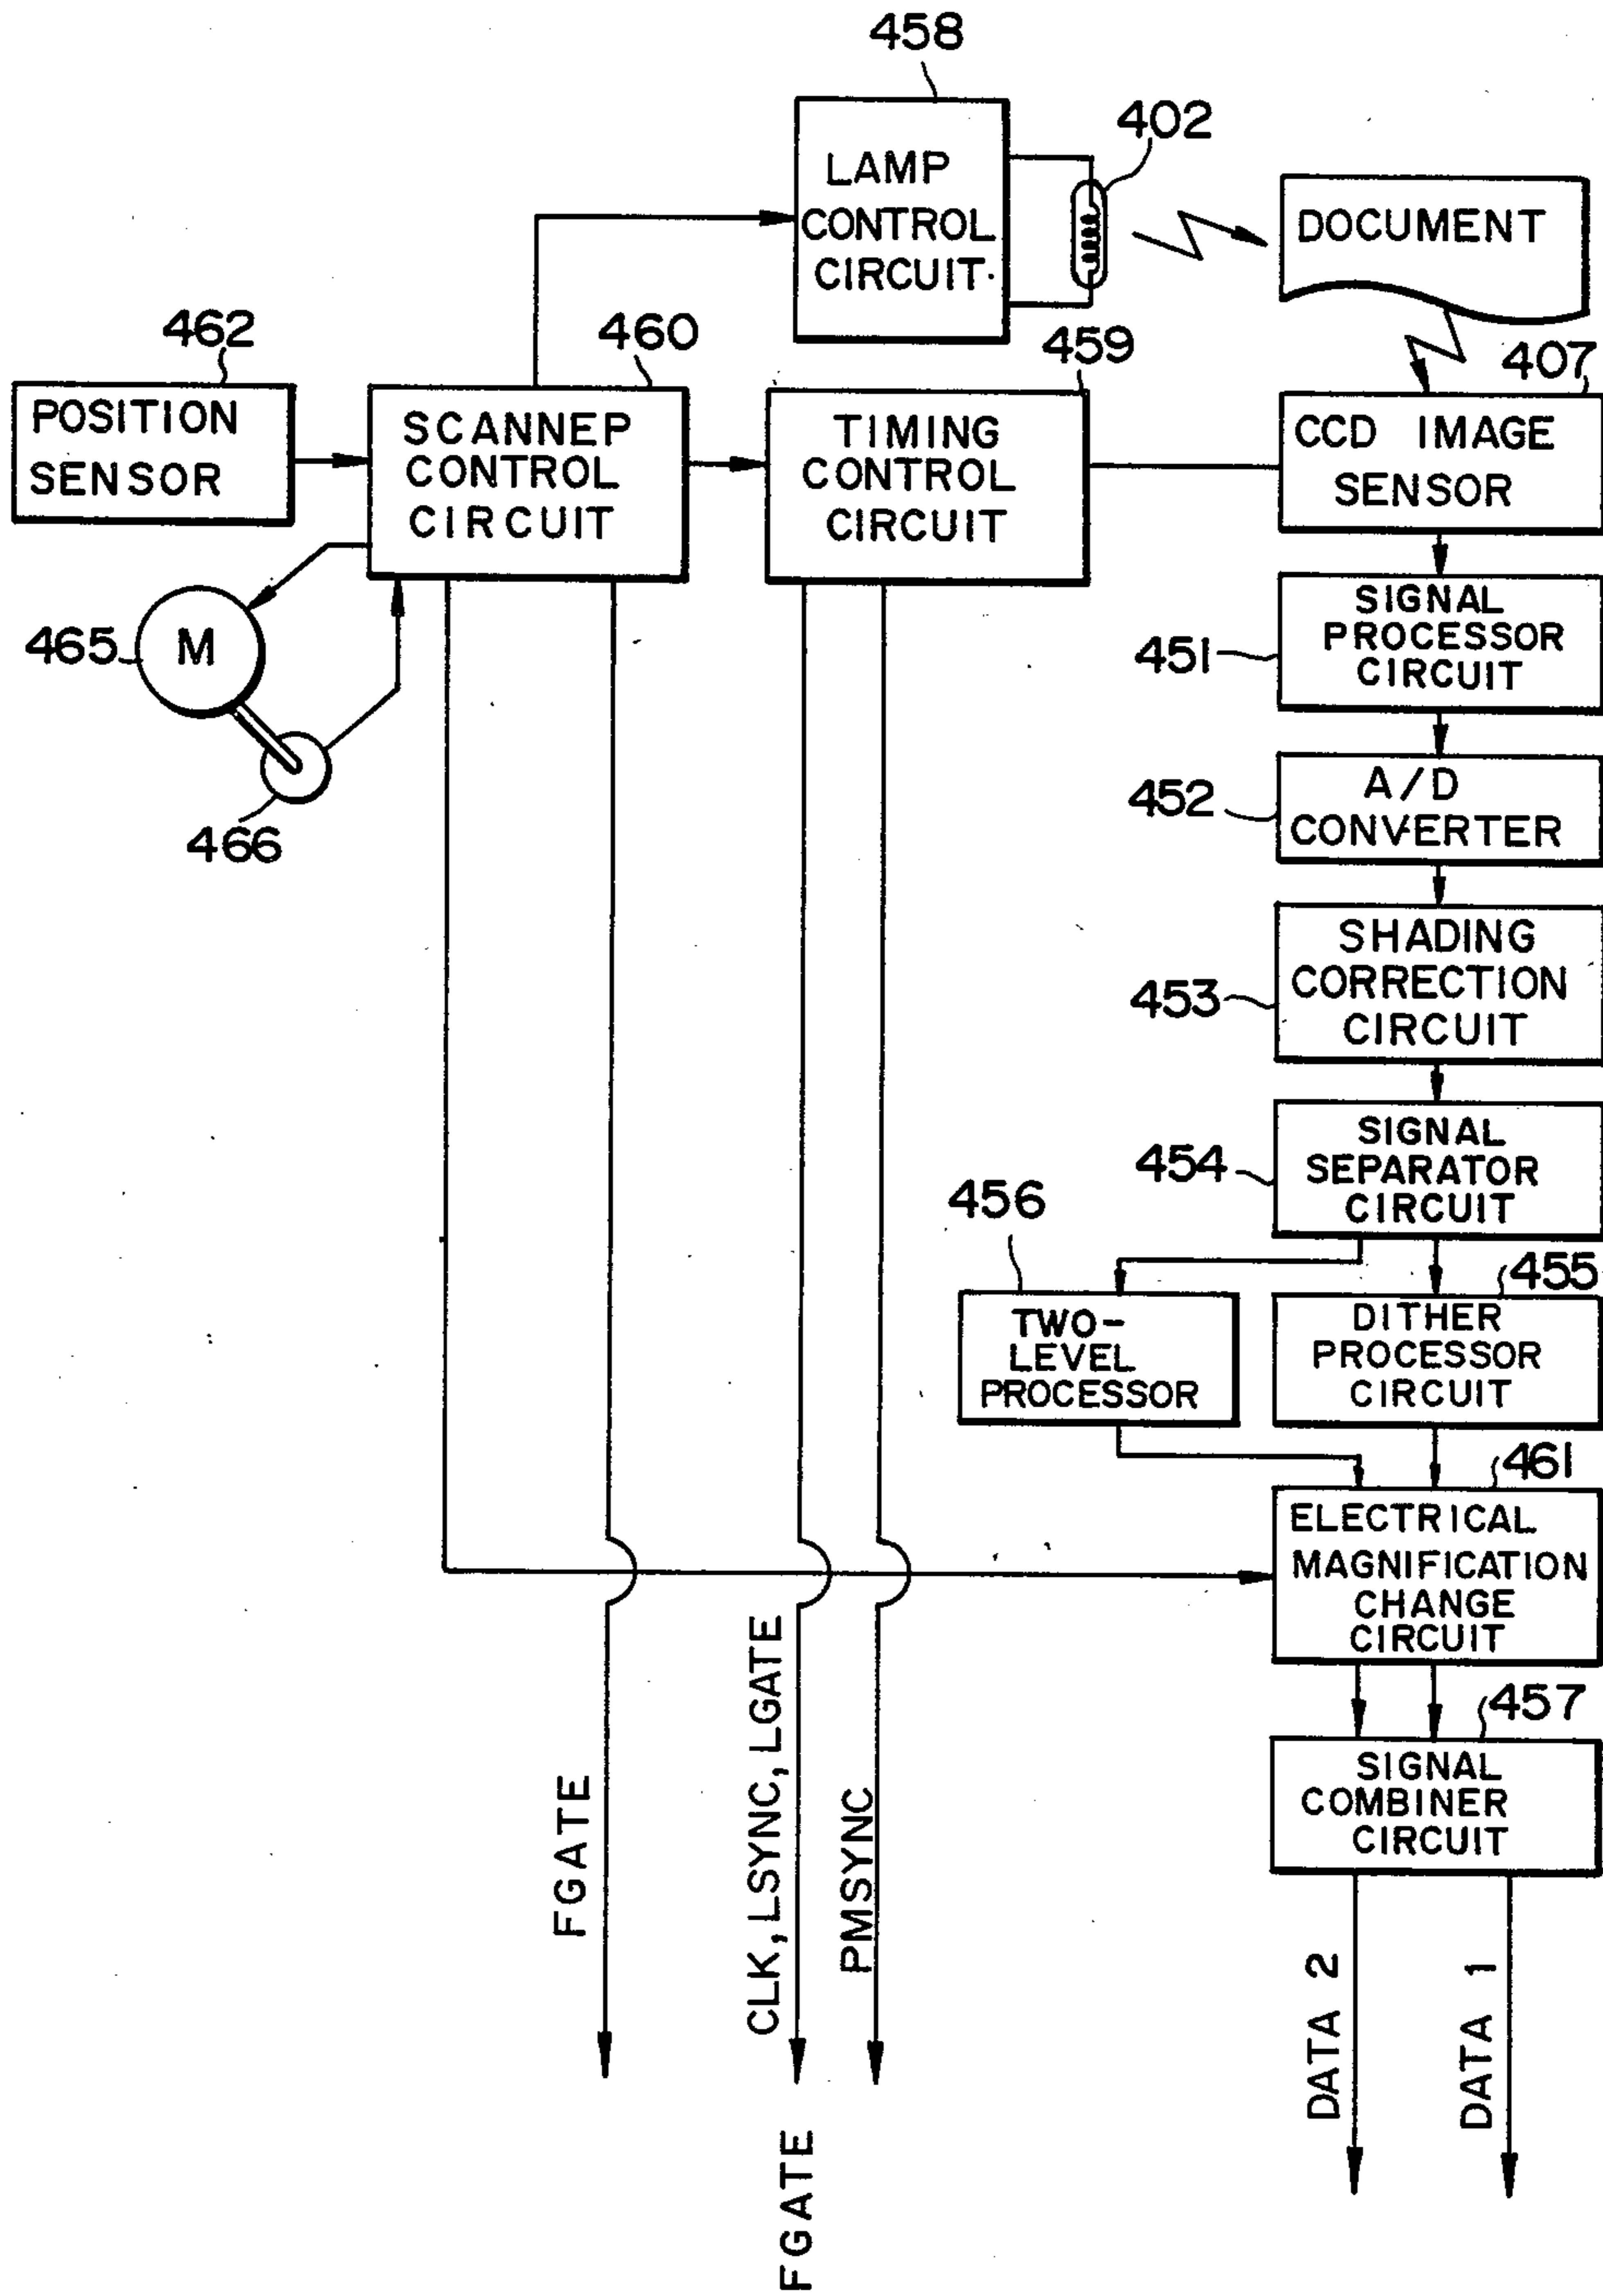 458
402
LAMP
CONTROL
CIRCUIT.
DOCUMENT
462
460
459
407
POSITION
SENSOR
SCANNEP
CONTROL
CIRCUIT
TIMING
CONTROL
CIRCUIT
CCD IMAGE
SENSOR
465
M
466
451
SIGNAL
PROCESSOR
CIRCUIT
452
A/D
CONVERTER
453
SHADING
CORRECTION
CIRCUIT
454
SIGNAL
SEPARATOR
CIRCUIT
456
455
TWO-
LEVEL
PROCESSOR
DITHER
PROCESSOR
CIRCUIT
461
ELECTRICAL
MAGNIFICATION
CHANGE
CIRCUIT
457
SIGNAL
COMBINER
CIRCUIT
FGATE
CLK, LSYNC, LGATE
PMSYNC
DATA 2
DATA 1
FGATE